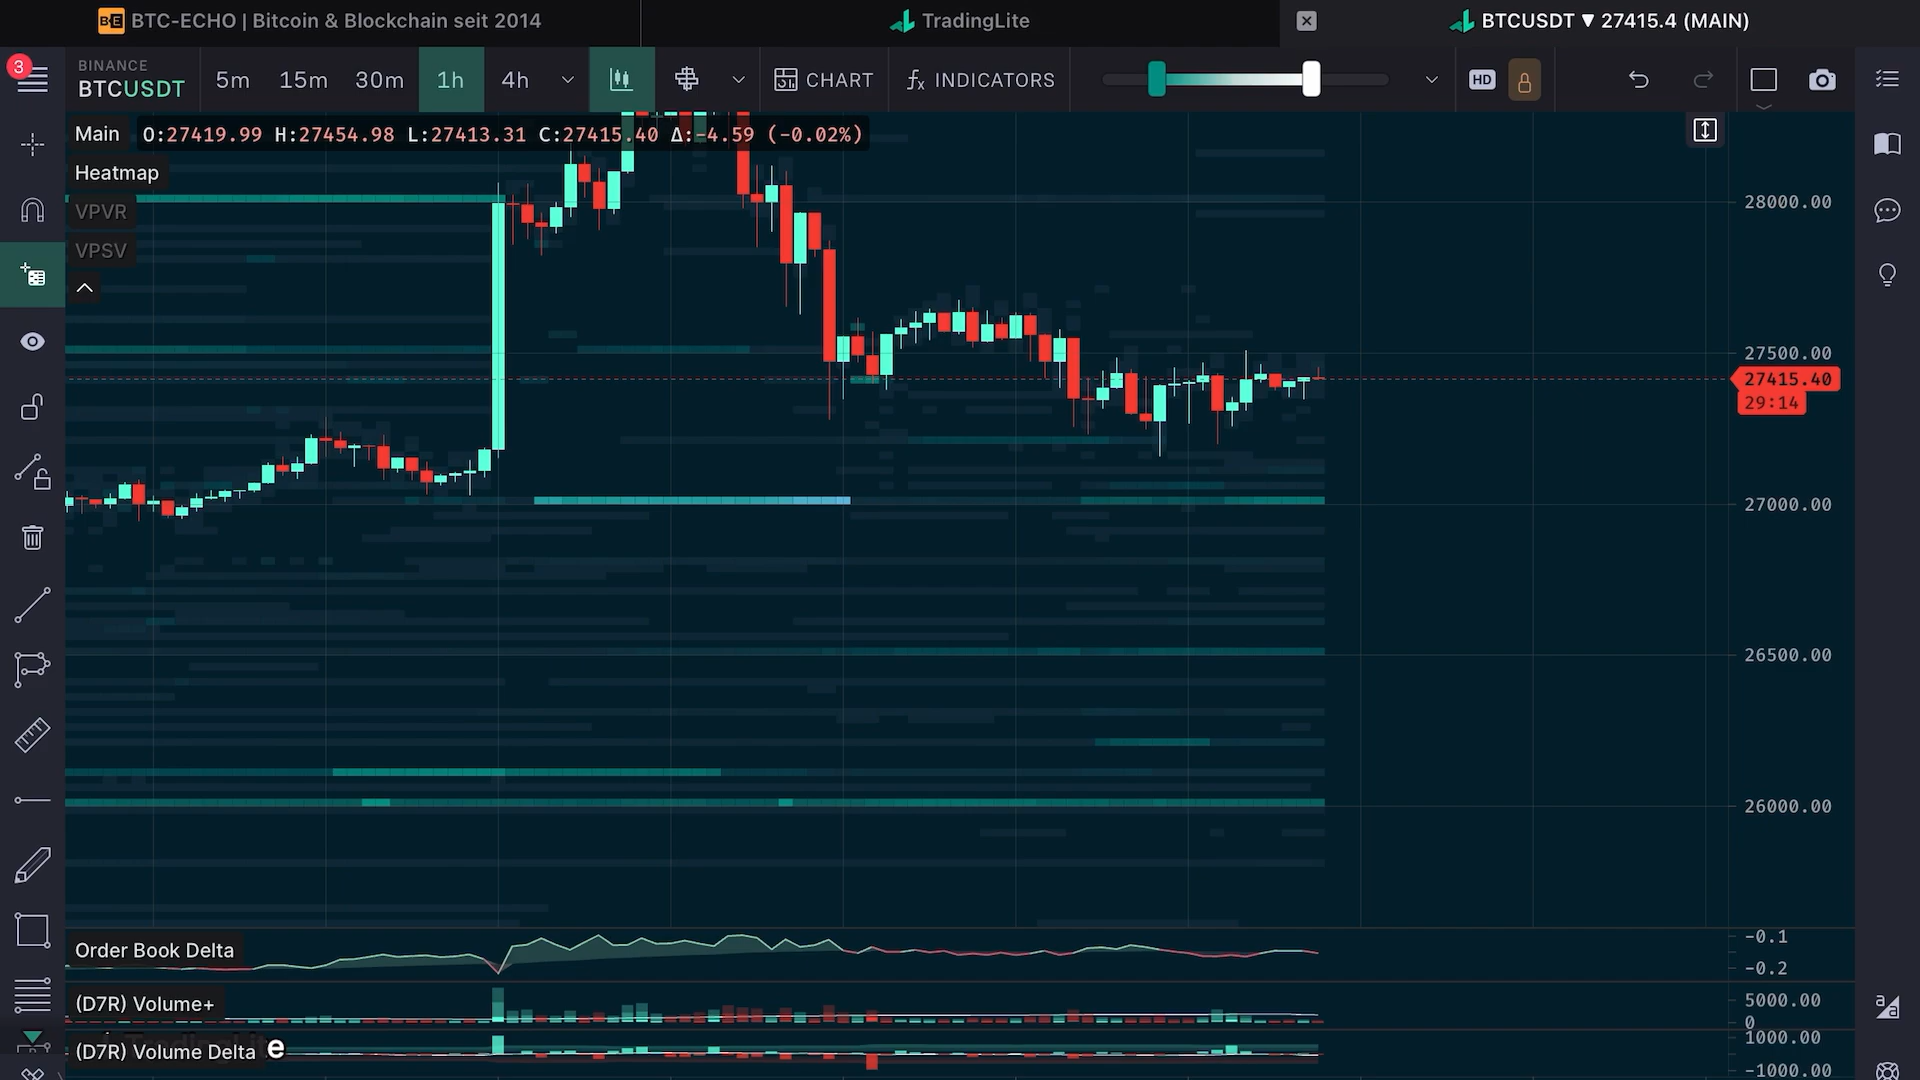 BTC-ECHO | Bitcoin & Blockchain seit 2014
TradingLite
BTCUSDT ▼ 27415.4 (MAIN)
3
BINANCE
BTCUSDT
5m 15m 30m 1h 4h
CHART
INDICATORS
HD
Main O:27419.99 H:27454.98 L:27413.31 C:27415.40 Δ:-4.59 (-0.02%)
Heatmap
VPVR
VPSV
28000.00
27500.00
27415.40
29:14
27000.00
26500.00
26000.00
Order Book Delta
-0.1
-0.2
(D7R) Volume+
5000.00
0
(D7R) Volume Delta
1000.00
-1000.00